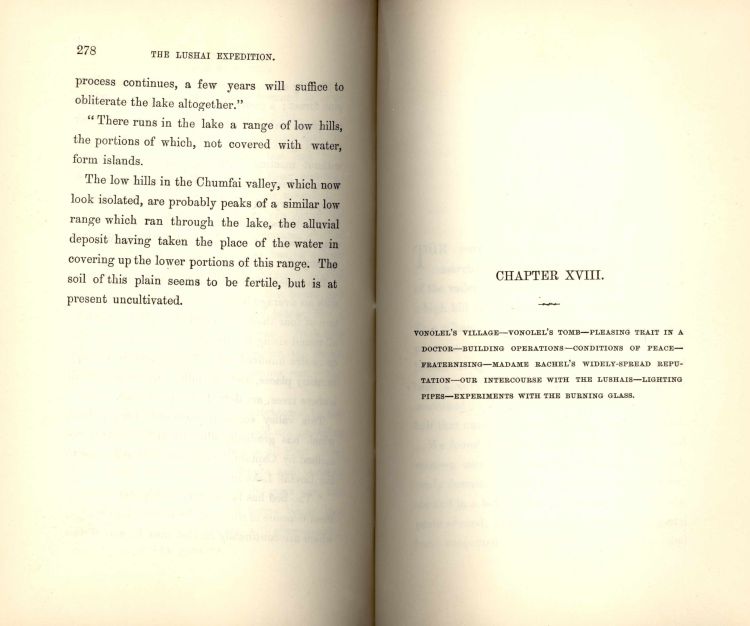 278
THE LUSHAI EXPEDITION.
process continues, a few years will suffice to
obliterate the lake altogether.”
“There runs in the lake a range of low hills,
the portions of which, not covered with water,
form islands.
The low hills in the Chumfai valley, which now
look isolated, are probably peaks of a similar low
range which ran through the lake, the alluvial
deposit having taken the place of the water in
covering up the lower portions of this range. The
soil of this plain seems to be fertile, but is at
present uncultivated.
CHAPTER XVIII.
VONOLEL’S VILLAGE—VONOLEL’S TOMB—PLEASING TRAIT IN A
DOCTOR—BUILDING OPERATIONS—CONDITIONS OF PEACE—
FRATERNISING—MADAME RACHEL’S WIDELY-SPREAD REPU-
TATION—OUR INTERCOURSE WITH THE LUSHAIS—LIGHTING
PIPES—EXPERIMENTS WITH THE BURNING GLASS.